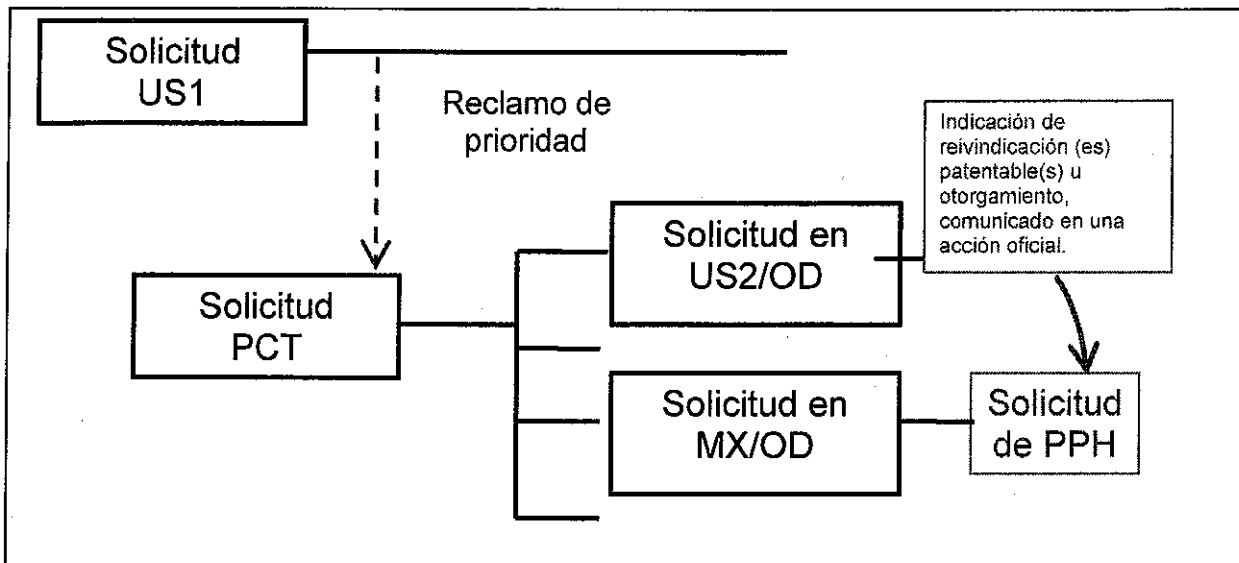 Solicitud
US1
Reclamo de
prioridad
Indicación de
reivindicación (es)
patentable(s) u
otorgamiento,
comunicado en una
acción oficial.
Solicitud en
US2/OD
Solicitud
PCT
Solicitud en
MX/OD
Solicitud
de PPH